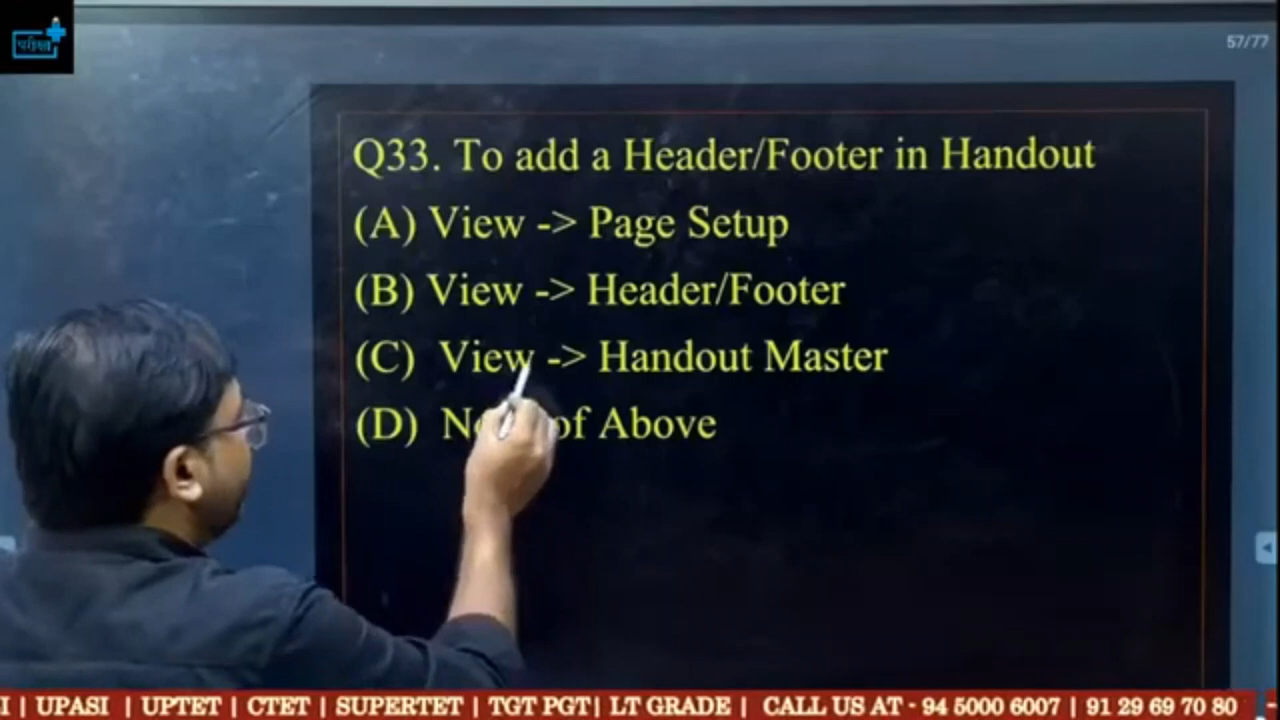 परीक्षा
57/77
Q33. To add a Header/Footer in Handout
(A) View -> Page Setup
(B) View -> Header/Footer
(C) View -> Handout Master
(D) of Above
I | UPASI | UPTET | CTET | SUPERTET | TGT PGT | LT GRADE | CALL US AT - 94 5000 6007 | 91 29 69 70 80